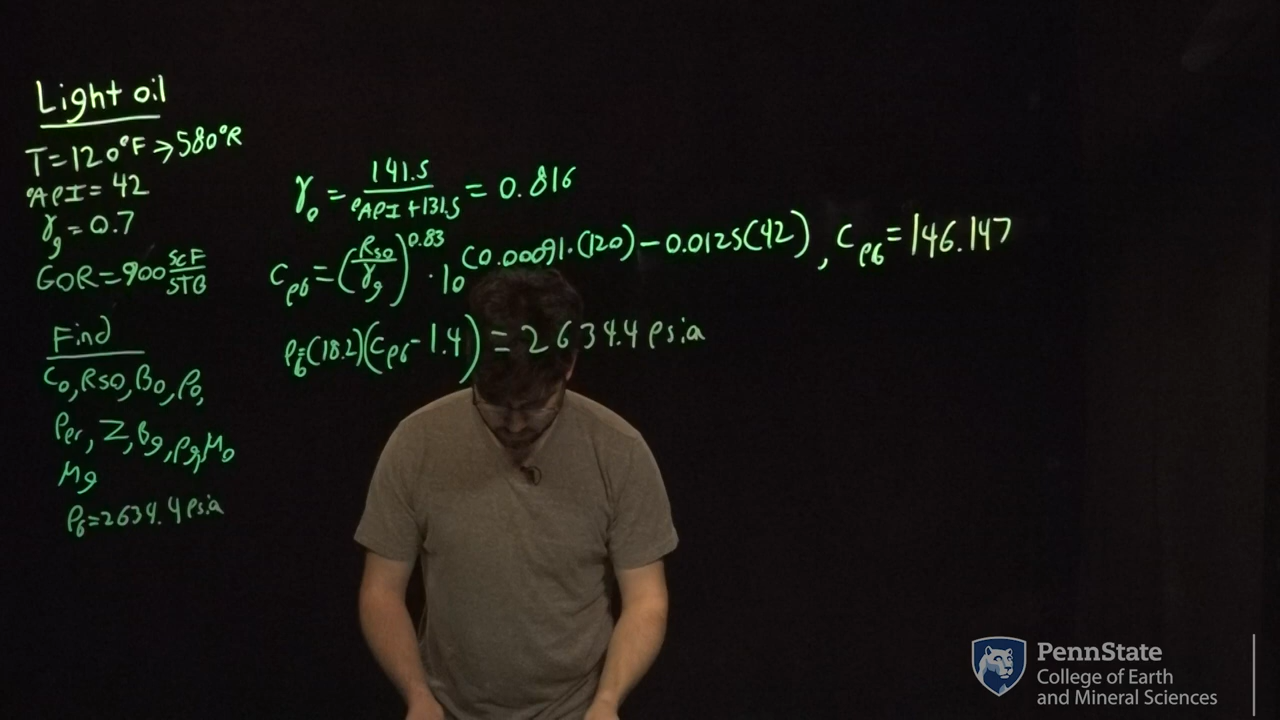 Light oil
T=120°F→580°R
°API=42
γg=0.7
GOR=900 SCF/STB
Find
Co, Rso, Bo, ρo,
Per, Z, Bg, ρg, μo
μg
Pb=2634.4 Psia
γo = 141.5/(°API+131.5) = 0.816
Cpb=(Rso/γg)^0.83 · 10^(0.00091·(120)-0.0125(42)), Cpb=146.147
Pb=(18.2)(Cpb-1.4)=2634.4 Psia
PennState
College of Earth
and Mineral Sciences